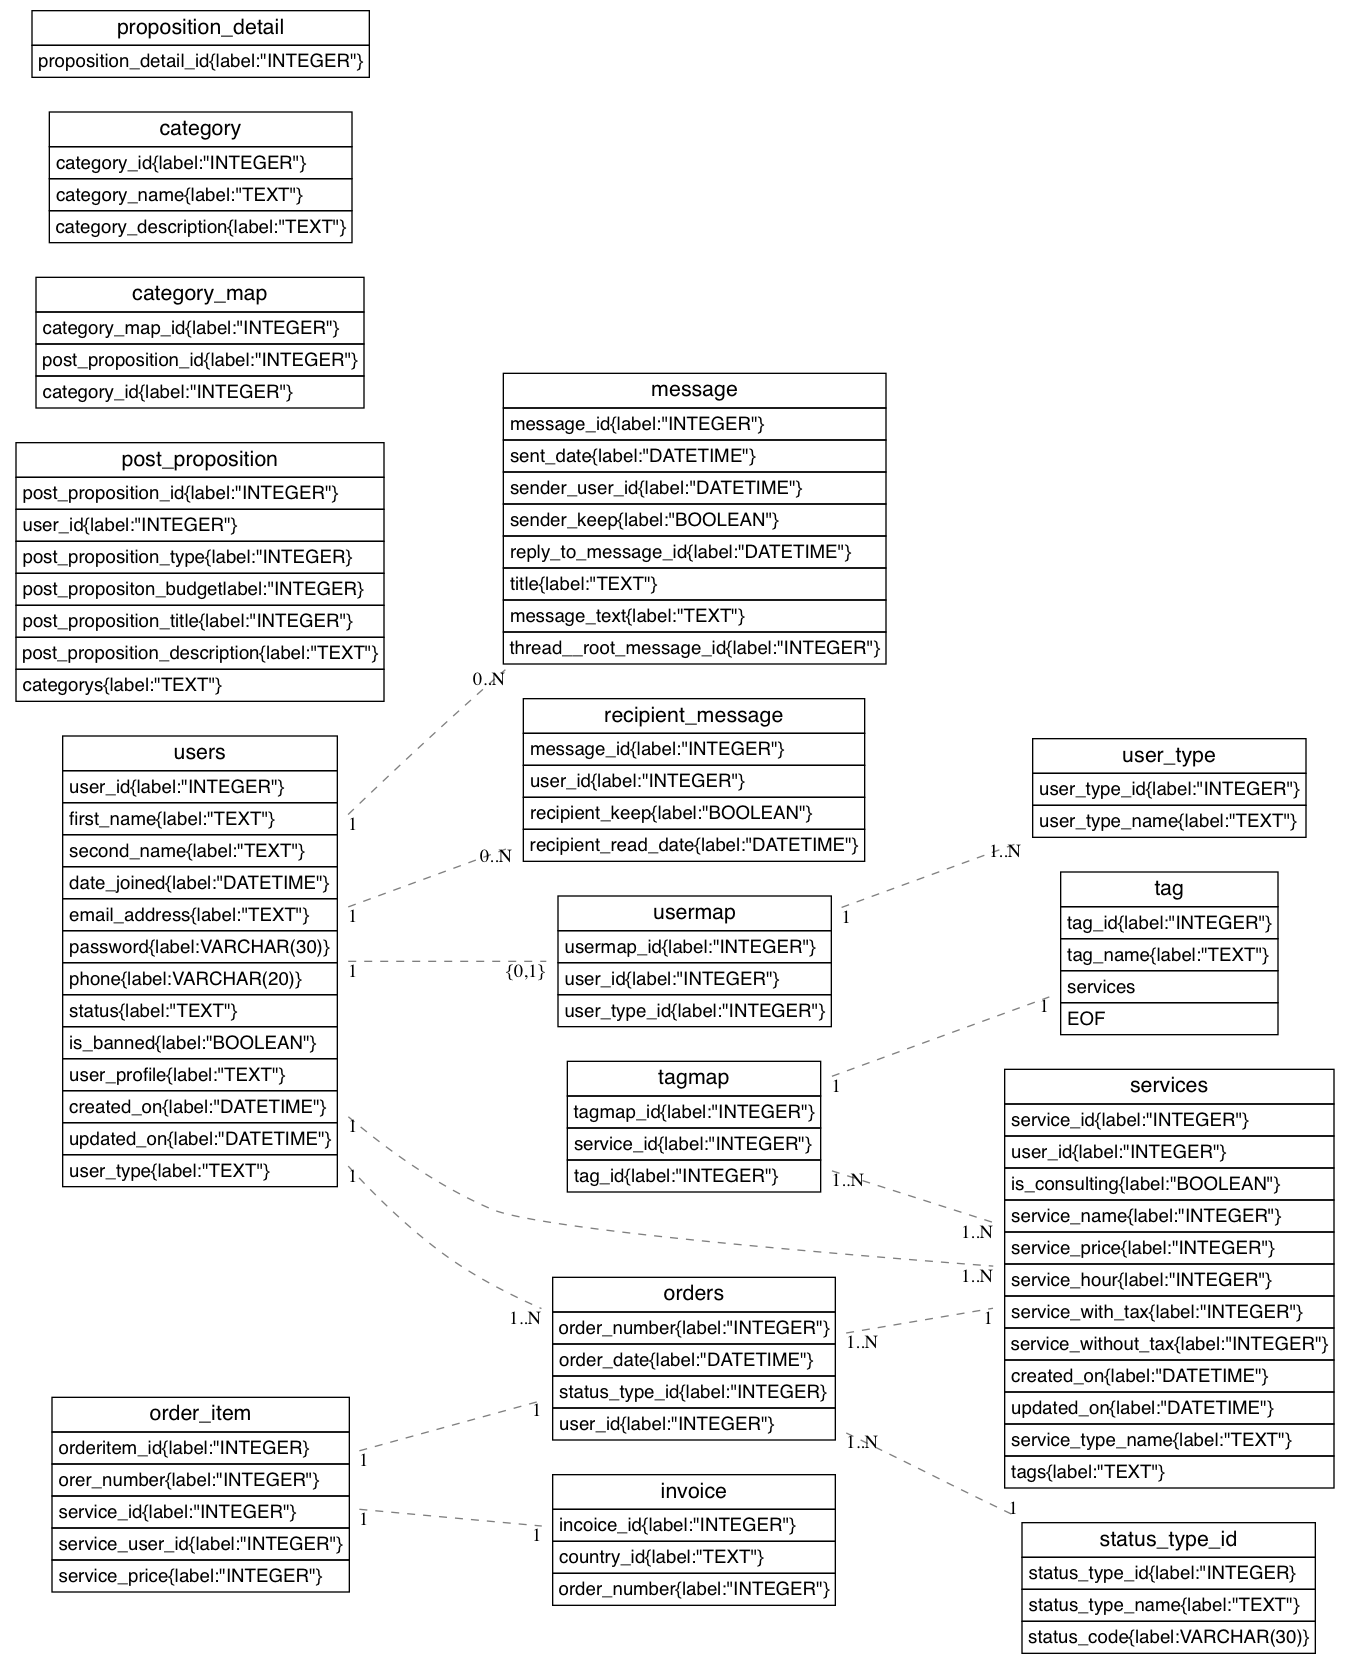 proposition_detail
proposition_detail_id{label:"INTEGER"}
category
category_id{label:"INTEGER"}
category_name{label:"TEXT"}
category_description{label:"TEXT"}
category_map
category_map_id{label:"INTEGER"}
post_proposition_id{label:"INTEGER"}
category_id{label:"INTEGER"}
post_proposition
post_proposition_id{label:"INTEGER"}
user_id{label:"INTEGER"}
post_proposition_type{label:"INTEGER}
post_propositon_budgetlabel:"INTEGER}
post_proposition_title{label:"INTEGER"}
post_proposition_description{label:"TEXT"}
categorys{label:"TEXT"}
message
message_id{label:"INTEGER"}
sent_date{label:"DATETIME"}
sender_user_id{label:"DATETIME"}
sender_keep{label:"BOOLEAN"}
reply_to_message_id{label:"DATETIME"}
title{label:"TEXT"}
message_text{label:"TEXT"}
thread__root_message_id{label:"INTEGER"}
0..N
1
users
user_id{label:"INTEGER"}
first_name{label:"TEXT"}
second_name{label:"TEXT"}
date_joined{label:"DATETIME"}
email_address{label:"TEXT"}
password{label:VARCHAR(30)}
phone{label:VARCHAR(20)}
status{label:"TEXT"}
is_banned{label:"BOOLEAN"}
user_profile{label:"TEXT"}
created_on{label:"DATETIME"}
updated_on{label:"DATETIME"}
user_type{label:"TEXT"}
recipient_message
message_id{label:"INTEGER"}
user_id{label:"INTEGER"}
recipient_keep{label:"BOOLEAN"}
recipient_read_date{label:"DATETIME"}
0..N
1
user_type
user_type_id{label:"INTEGER"}
user_type_name{label:"TEXT"}
1..N
1
usermap
usermap_id{label:"INTEGER"}
user_id{label:"INTEGER"}
user_type_id{label:"INTEGER"}
1
{0,1}
tag
tag_id{label:"INTEGER"}
tag_name{label:"TEXT"}
services
EOF
1
1
tagmap
tagmap_id{label:"INTEGER"}
service_id{label:"INTEGER"}
tag_id{label:"INTEGER"}
1..N
1..N
services
service_id{label:"INTEGER"}
user_id{label:"INTEGER"}
is_consulting{label:"BOOLEAN"}
service_name{label:"INTEGER"}
service_price{label:"INTEGER"}
service_hour{label:"INTEGER"}
service_with_tax{label:"INTEGER"}
service_without_tax{label:"INTEGER"}
created_on{label:"DATETIME"}
updated_on{label:"DATETIME"}
service_type_name{label:"TEXT"}
tags{label:"TEXT"}
1
1..N
1
1..N
orders
order_number{label:"INTEGER"}
order_date{label:"DATETIME"}
status_type_id{label:"INTEGER}
user_id{label:"INTEGER"}
1..N
1
1..N
1
order_item
orderitem_id{label:"INTEGER}
orer_number{label:"INTEGER"}
service_id{label:"INTEGER"}
service_user_id{label:"INTEGER"}
service_price{label:"INTEGER"}
1
1
1
1
invoice
incoice_id{label:"INTEGER"}
country_id{label:"TEXT"}
order_number{label:"INTEGER"}
status_type_id
status_type_id{label:"INTEGER}
status_type_name{label:"TEXT"}
status_code{label:VARCHAR(30)}